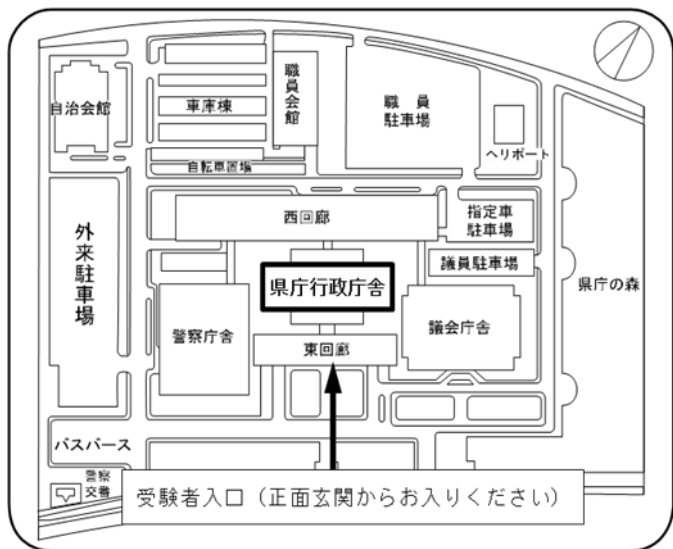 自治会館
車庫棟
職員会館
職員
駐車場
ヘリポート
自転車置場
西回廊
指定車
駐車場
外来駐車場
県庁行政庁舎
議員駐車場
県庁の森
警察庁舎
東回廊
議会庁舎
バスバース
警察
交番
受験者入口（正面玄関からお入りください）